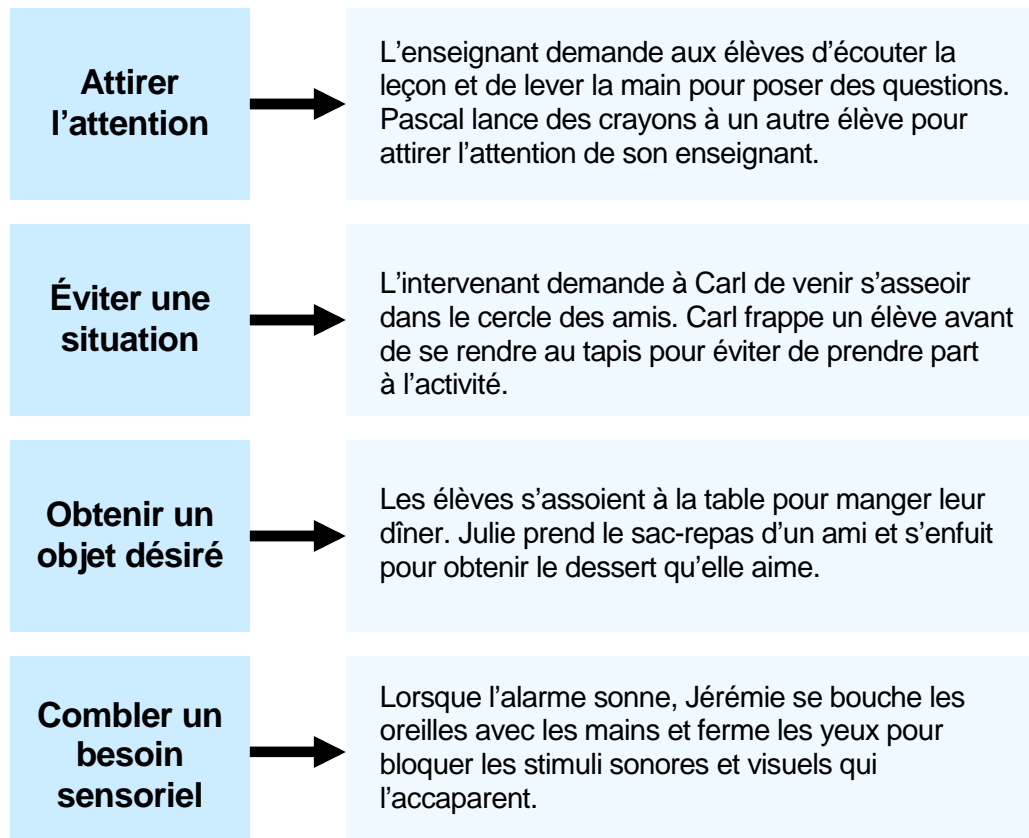 Attirer
l’attention
L’enseignant demande aux élèves d’écouter la
leçon et de lever la main pour poser des questions.
Pascal lance des crayons à un autre élève pour
attirer l’attention de son enseignant.
Éviter une
situation
L’intervenant demande à Carl de venir s’asseoir
dans le cercle des amis. Carl frappe un élève avant
de se rendre au tapis pour éviter de prendre part
à l’activité.
Obtenir un
objet désiré
Les élèves s’assoient à la table pour manger leur
dîner. Julie prend le sac-repas d’un ami et s’enfuit
pour obtenir le dessert qu’elle aime.
Combler un
besoin
sensoriel
Lorsque l’alarme sonne, Jérémie se bouche les
oreilles avec les mains et ferme les yeux pour
bloquer les stimuli sonores et visuels qui
l’accaparent.